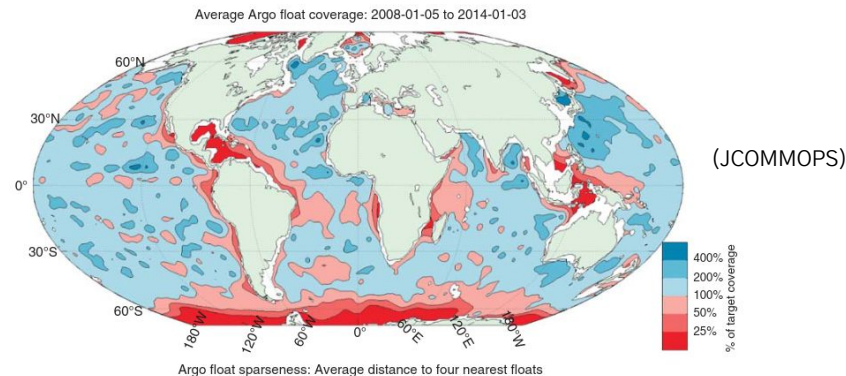 Average Argo float coverage: 2008-01-05 to 2014-01-03
60°N
30°N
0°
30°S
60°S
180°W
120°W
60°W
0°
60°E
120°E
180°W
(JCOMMOPS)
400%
200%
100%
50%
25%
% of target coverage
Argo float sparseness: Average distance to four nearest floats